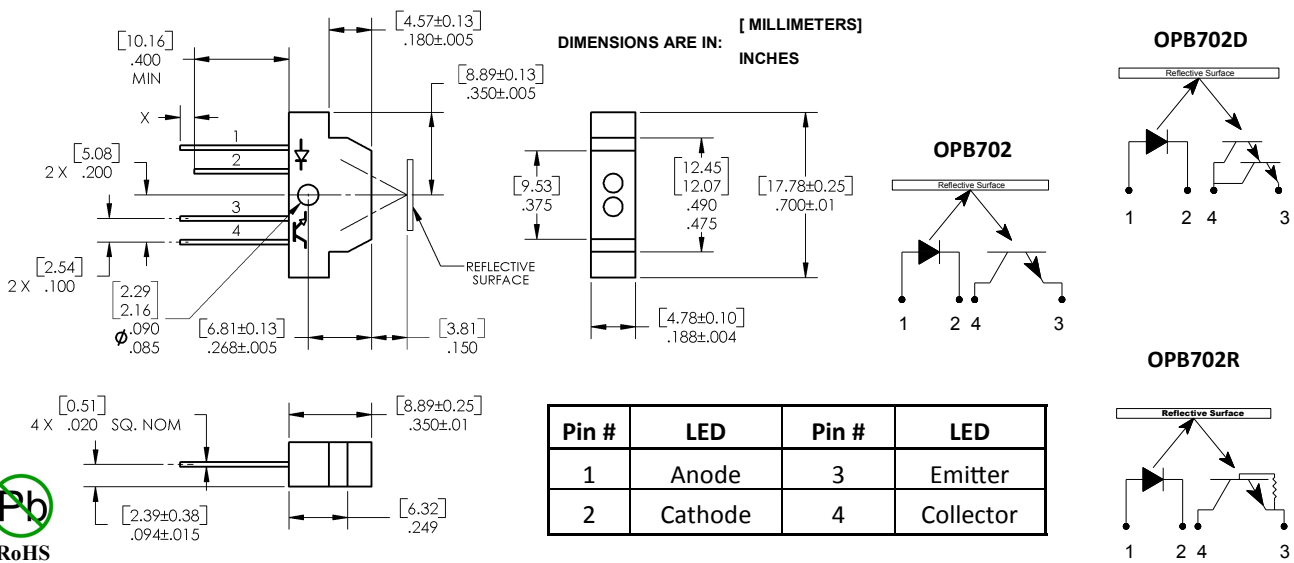 [4.57±0.13]
.180±.005
[10.16]
.400
MIN
[8.89±0.13]
.350±.005
X
1
2
3
4
2 X [5.08]
.200
2 X [2.54]
.100
[2.29]
[2.16]
ø.090
.085
[6.81±0.13]
.268±.005
REFLECTIVE
SURFACE
[3.81]
.150
DIMENSIONS ARE IN:
[ MILLIMETERS]
INCHES
[9.53]
.375
[12.45]
[12.07]
.490
.475
[17.78±0.25]
.700±.01
[4.78±0.10]
.188±.004
OPB702
Reflective Surface
1 2 4 3
OPB702D
Reflective Surface
1 2 4 3
OPB702R
Reflective Surface
1 2 4 3
4 X [0.51]
.020 SQ. NOM
[8.89±0.25]
.350±.01
[2.39±0.38]
.094±.015
[6.32]
.249
Pb
RoHS
Pin # LED Pin # LED
1 Anode 3 Emitter
2 Cathode 4 Collector